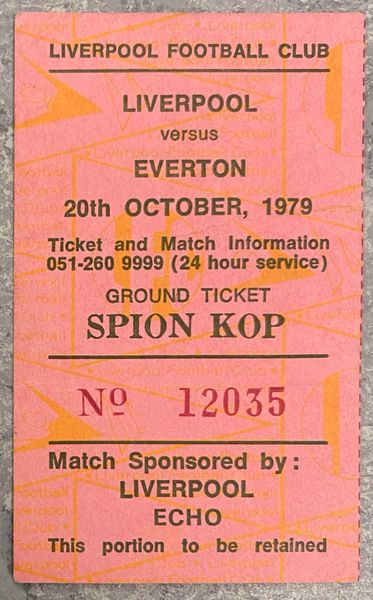 LIVERPOOL FOOTBALL CLUB
LIVERPOOL
versus
EVERTON
20th OCTOBER, 1979
Ticket and Match Information
051-260 9999 (24 hour service)
GROUND TICKET
SPION KOP
Nº 12035
Match Sponsored by:
LIVERPOOL
ECHO
This portion to be retained